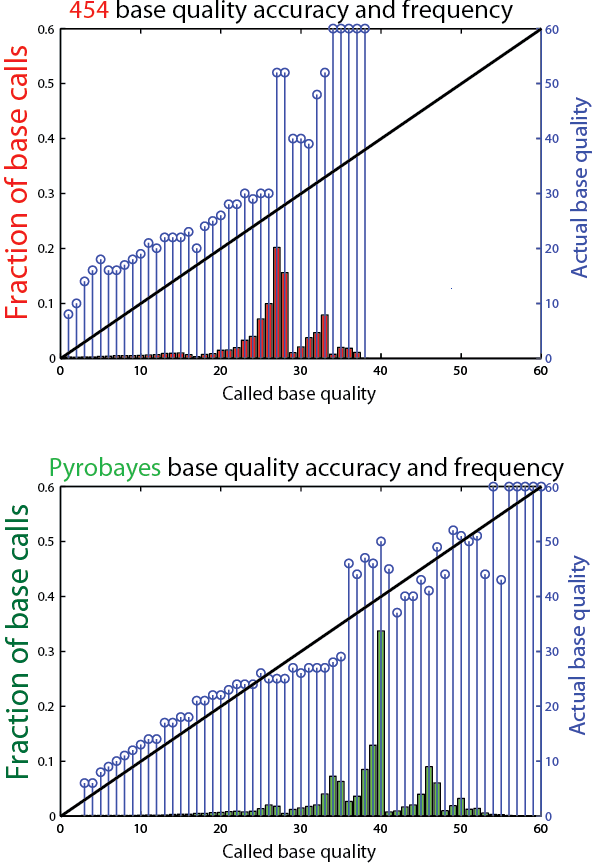 454 base quality accuracy and frequency
Fraction of base calls
0.6
0.5
0.4
0.3
0.2
0.1
0
60
50
40
30
20
10
0
Actual base quality
0 10 20 30 40 50 60
Called base quality
Pyrobayes base quality accuracy and frequency
Fraction of base calls
0.6
0.5
0.4
0.3
0.2
0.1
0
60
50
40
30
20
10
0
Actual base quality
0 10 20 30 40 50 60
Called base quality